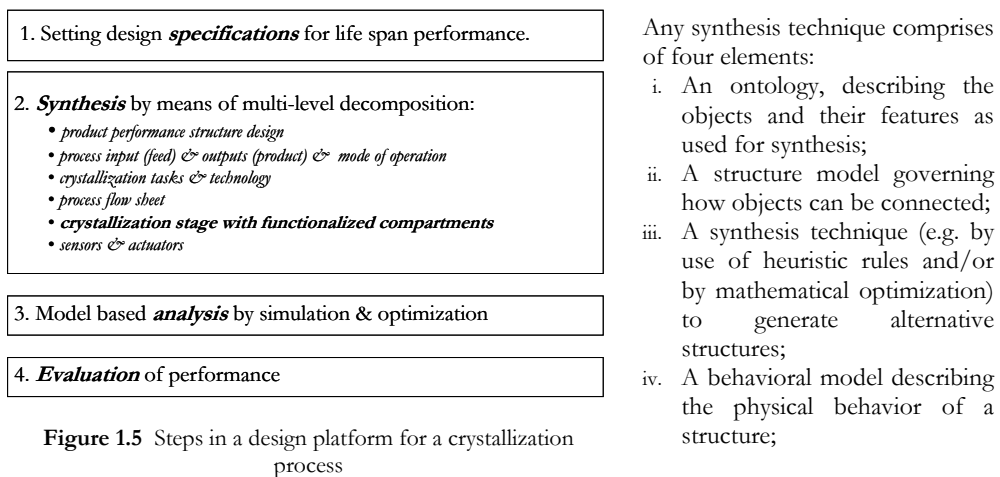 1. Setting design specifications for life span performance.
2. Synthesis by means of multi-level decomposition:
• product performance structure design
• process input (feed) & outputs (product) & mode of operation
• crystallization tasks & technology
• process flow sheet
• crystallization stage with functionalized compartments
• sensors & actuators
3. Model based analysis by simulation & optimization
4. Evaluation of performance
Figure 1.5 Steps in a design platform for a crystallization
process
Any synthesis technique comprises
of four elements:
i. An ontology, describing the
objects and their features as
used for synthesis;
ii. A structure model governing
how objects can be connected;
iii. A synthesis technique (e.g. by
use of heuristic rules and/or
by mathematical optimization)
to generate alternative
structures;
iv. A behavioral model describing
the physical behavior of a
structure;